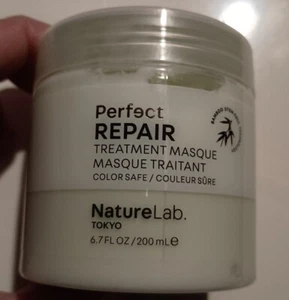 Perfect
REPAIR
TREATMENT MASQUE
MASQUE TRAITANT
COLOR SAFE / COULEUR SÛRE
NatureLab.
TOKYO
6.7 FL OZ / 200 mL℮